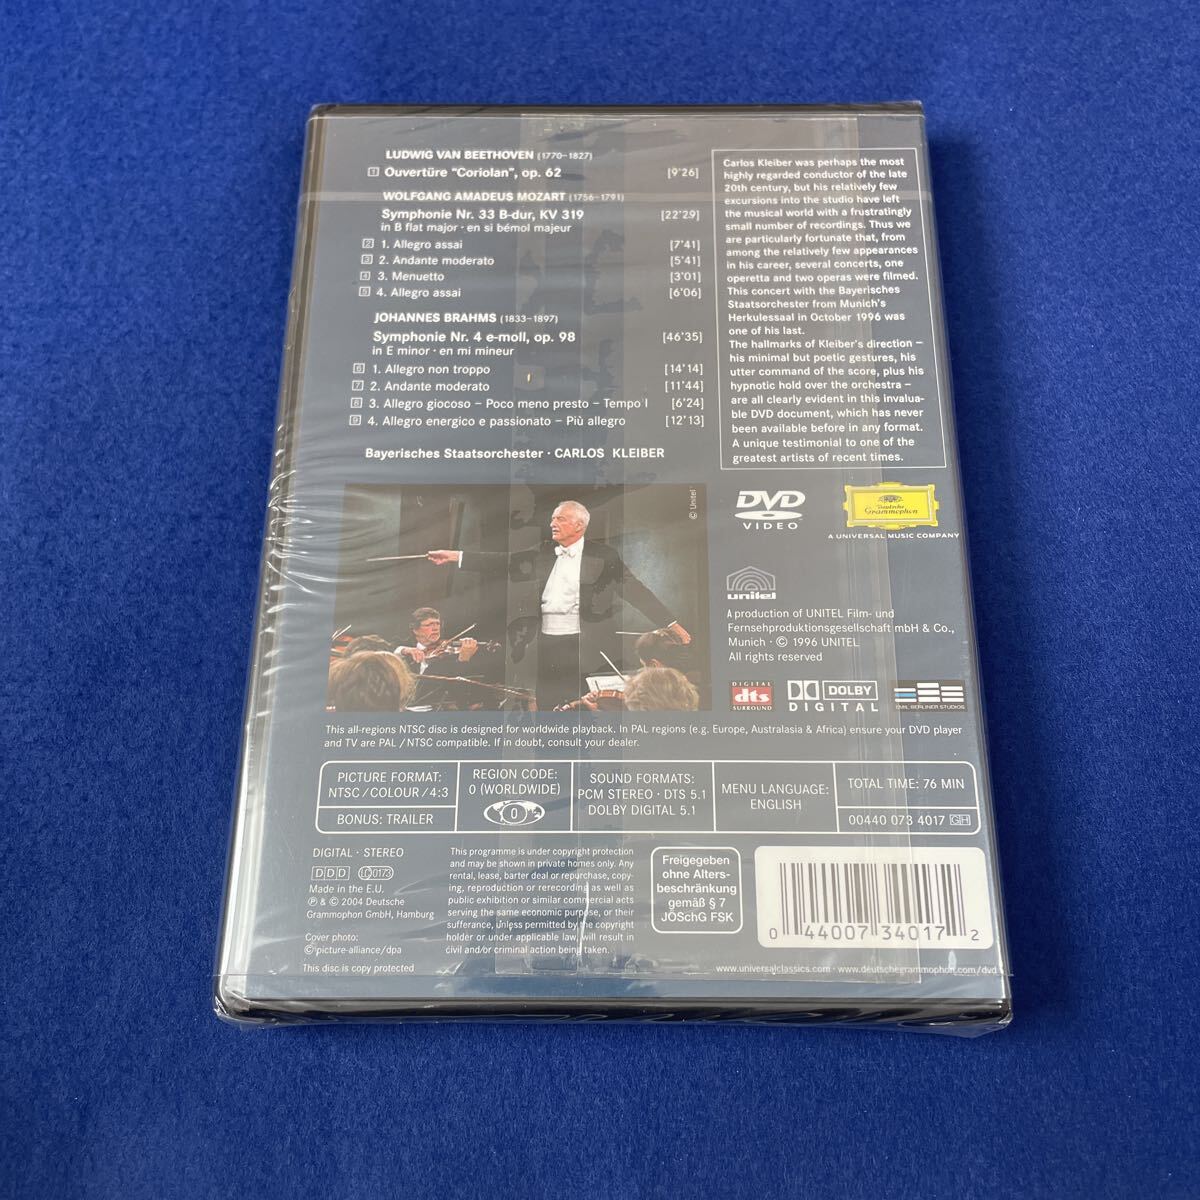 LUDWIG VAN BEETHOVEN (1770–1827)
1 Ouvertüre "Coriolan", op. 62 [9'26]
WOLFGANG AMADEUS MOZART (1756–1791)
Symphonie Nr. 33 B-dur, KV 319 [22'29]
in B flat major · en si bémol majeur
2 1. Allegro assai [7'41]
3 2. Andante moderato [5'41]
4 3. Menuetto [3'01]
5 4. Allegro assai [6'06]
JOHANNES BRAHMS (1833–1897)
Symphonie Nr. 4 e-moll, op. 98 [46'35]
in E minor · en mi mineur
6 1. Allegro non troppo [14'14]
7 2. Andante moderato [11'44]
8 3. Allegro giocoso – Poco meno presto – Tempo I [6'24]
9 4. Allegro energico e passionato – Più allegro [12'13]
Bayerisches Staatsorchester · CARLOS KLEIBER
Carlos Kleiber was perhaps the most
highly regarded conductor of the late
20th century, but his relatively few
excursions into the studio have left
the musical world with a frustratingly
small number of recordings. Thus we
are particularly fortunate that, from
among the relatively few appearances
in his career, several concerts, one
operetta and two operas were filmed.
This concert with the Bayerisches
Staatsorchester from Munich's
Herkulessaal in October 1996 was
one of his last.
The hallmarks of Kleiber's direction –
his minimal but poetic gestures, his
utter command of the score, plus his
hypnotic hold over the orchestra –
are all clearly evident in this invalua-
ble DVD document, which has never
been available before in any format.
A unique testimonial to one of the
greatest artists of recent times.
© Unitel
DVD
VIDEO
Deutsche
Grammophon
A UNIVERSAL MUSIC COMPANY
unitel
A production of UNITEL Film- und
Fernsehproduktionsgesellschaft mbH & Co.,
Munich · © 1996 UNITEL
All rights reserved
DIGITAL
dts
SURROUND
DOLBY
DIGITAL
EMIL BERLINER STUDIOS
This all-regions NTSC disc is designed for worldwide playback. In PAL regions (e.g. Europe, Australasia & Africa) ensure your DVD player
and TV are PAL / NTSC compatible. If in doubt, consult your dealer.
PICTURE FORMAT:
NTSC / COLOUR / 4:3
BONUS: TRAILER
REGION CODE:
0 (WORLDWIDE)
0
SOUND FORMATS:
PCM STEREO · DTS 5.1
DOLBY DIGITAL 5.1
MENU LANGUAGE:
ENGLISH
TOTAL TIME: 76 MIN
00440 073 4017 GH
DIGITAL · STEREO
DDD LC 0173
Made in the E.U.
℗ & © 2004 Deutsche
Grammophon GmbH, Hamburg
Cover photo:
© picture-alliance/dpa
This disc is copy protected
This programme is under copyright protection
and may be shown in private homes only. Any
rental, lease, barter deal or repurchase, copy-
ing, reproduction or rerecording as well as
public exhibition or similar commercial acts
serving the same economic purpose, or their
sufferance, unless permitted by the copyright
holder or under applicable law, will result in
civil and/or criminal action being taken.
Freigegeben
ohne Alters-
beschränkung
gemäß § 7
JÖSchG FSK
0 44007 34017 2
www.universalclassics.com · www.deutschegrammophon.com/dvd